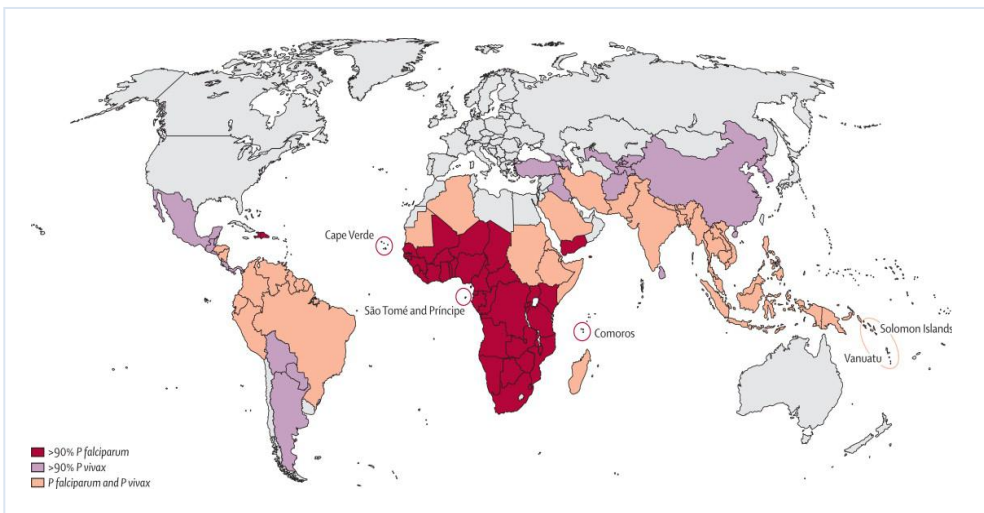 Cape Verde
São Tomé and Príncipe
Comoros
Solomon Islands
Vanuatu
>90% P falciparum
>90% P vivax
P falciparum and P vivax